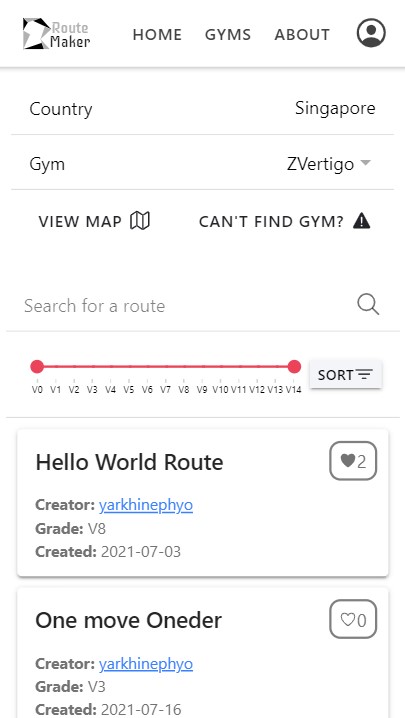 Route
Maker
HOME GYMS ABOUT
Country Singapore
Gym ZVertigo
VIEW MAP CAN'T FIND GYM?
Search for a route
V0 V1 V2 V3 V4 V5 V6 V7 V8 V9 V10 V11 V12 V13 V14
SORT
Hello World Route 2
Creator: yarkhinephyo
Grade: V8
Created: 2021-07-03
One move Oneder 0
Creator: yarkhinephyo
Grade: V3
Created: 2021-07-16